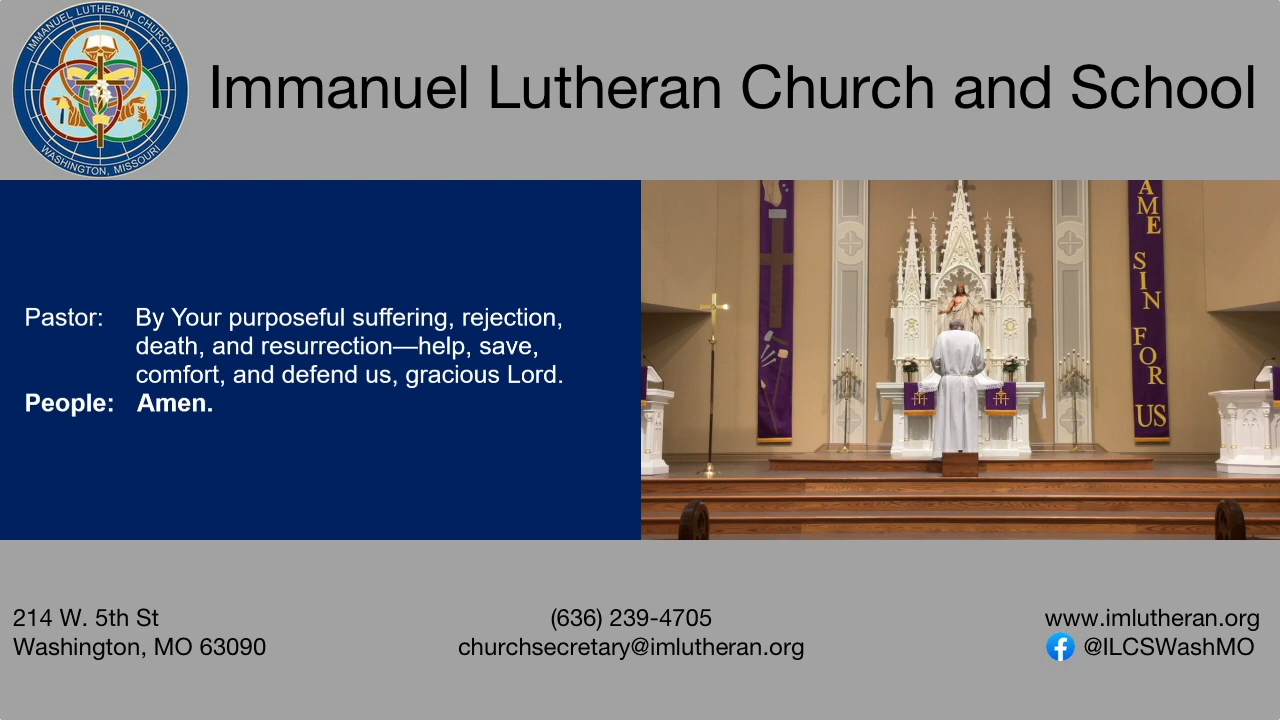 IMMANUEL LUTHERAN CHURCH
WASHINGTON, MISSOURI
Immanuel Lutheran Church and School
Pastor: By Your purposeful suffering, rejection,
death, and resurrection—help, save,
comfort, and defend us, gracious Lord.
People: Amen.
AME
SIN
FOR
US
214 W. 5th St
Washington, MO 63090
(636) 239-4705
churchsecretary@imlutheran.org
www.imlutheran.org
@ILCSWashMO